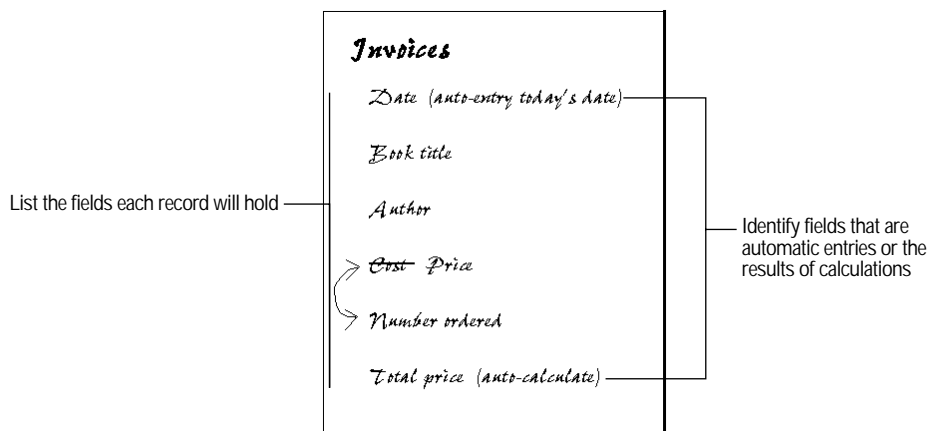 Invoices
Date (auto-entry today's date)
Book title
List the fields each record will hold
Author
Identify fields that are
automatic entries or the
results of calculations
Cost Price
Number ordered
Total price (auto-calculate)